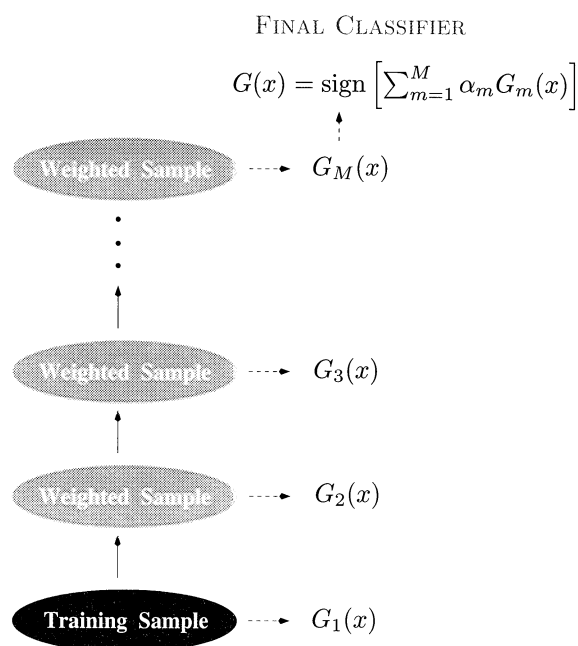 FINAL CLASSIFIER
G(x) = sign [∑_{m=1}^{M} α_m G_m(x)]
Weighted Sample G_M(x)
Weighted Sample G_3(x)
Weighted Sample G_2(x)
Training Sample G_1(x)